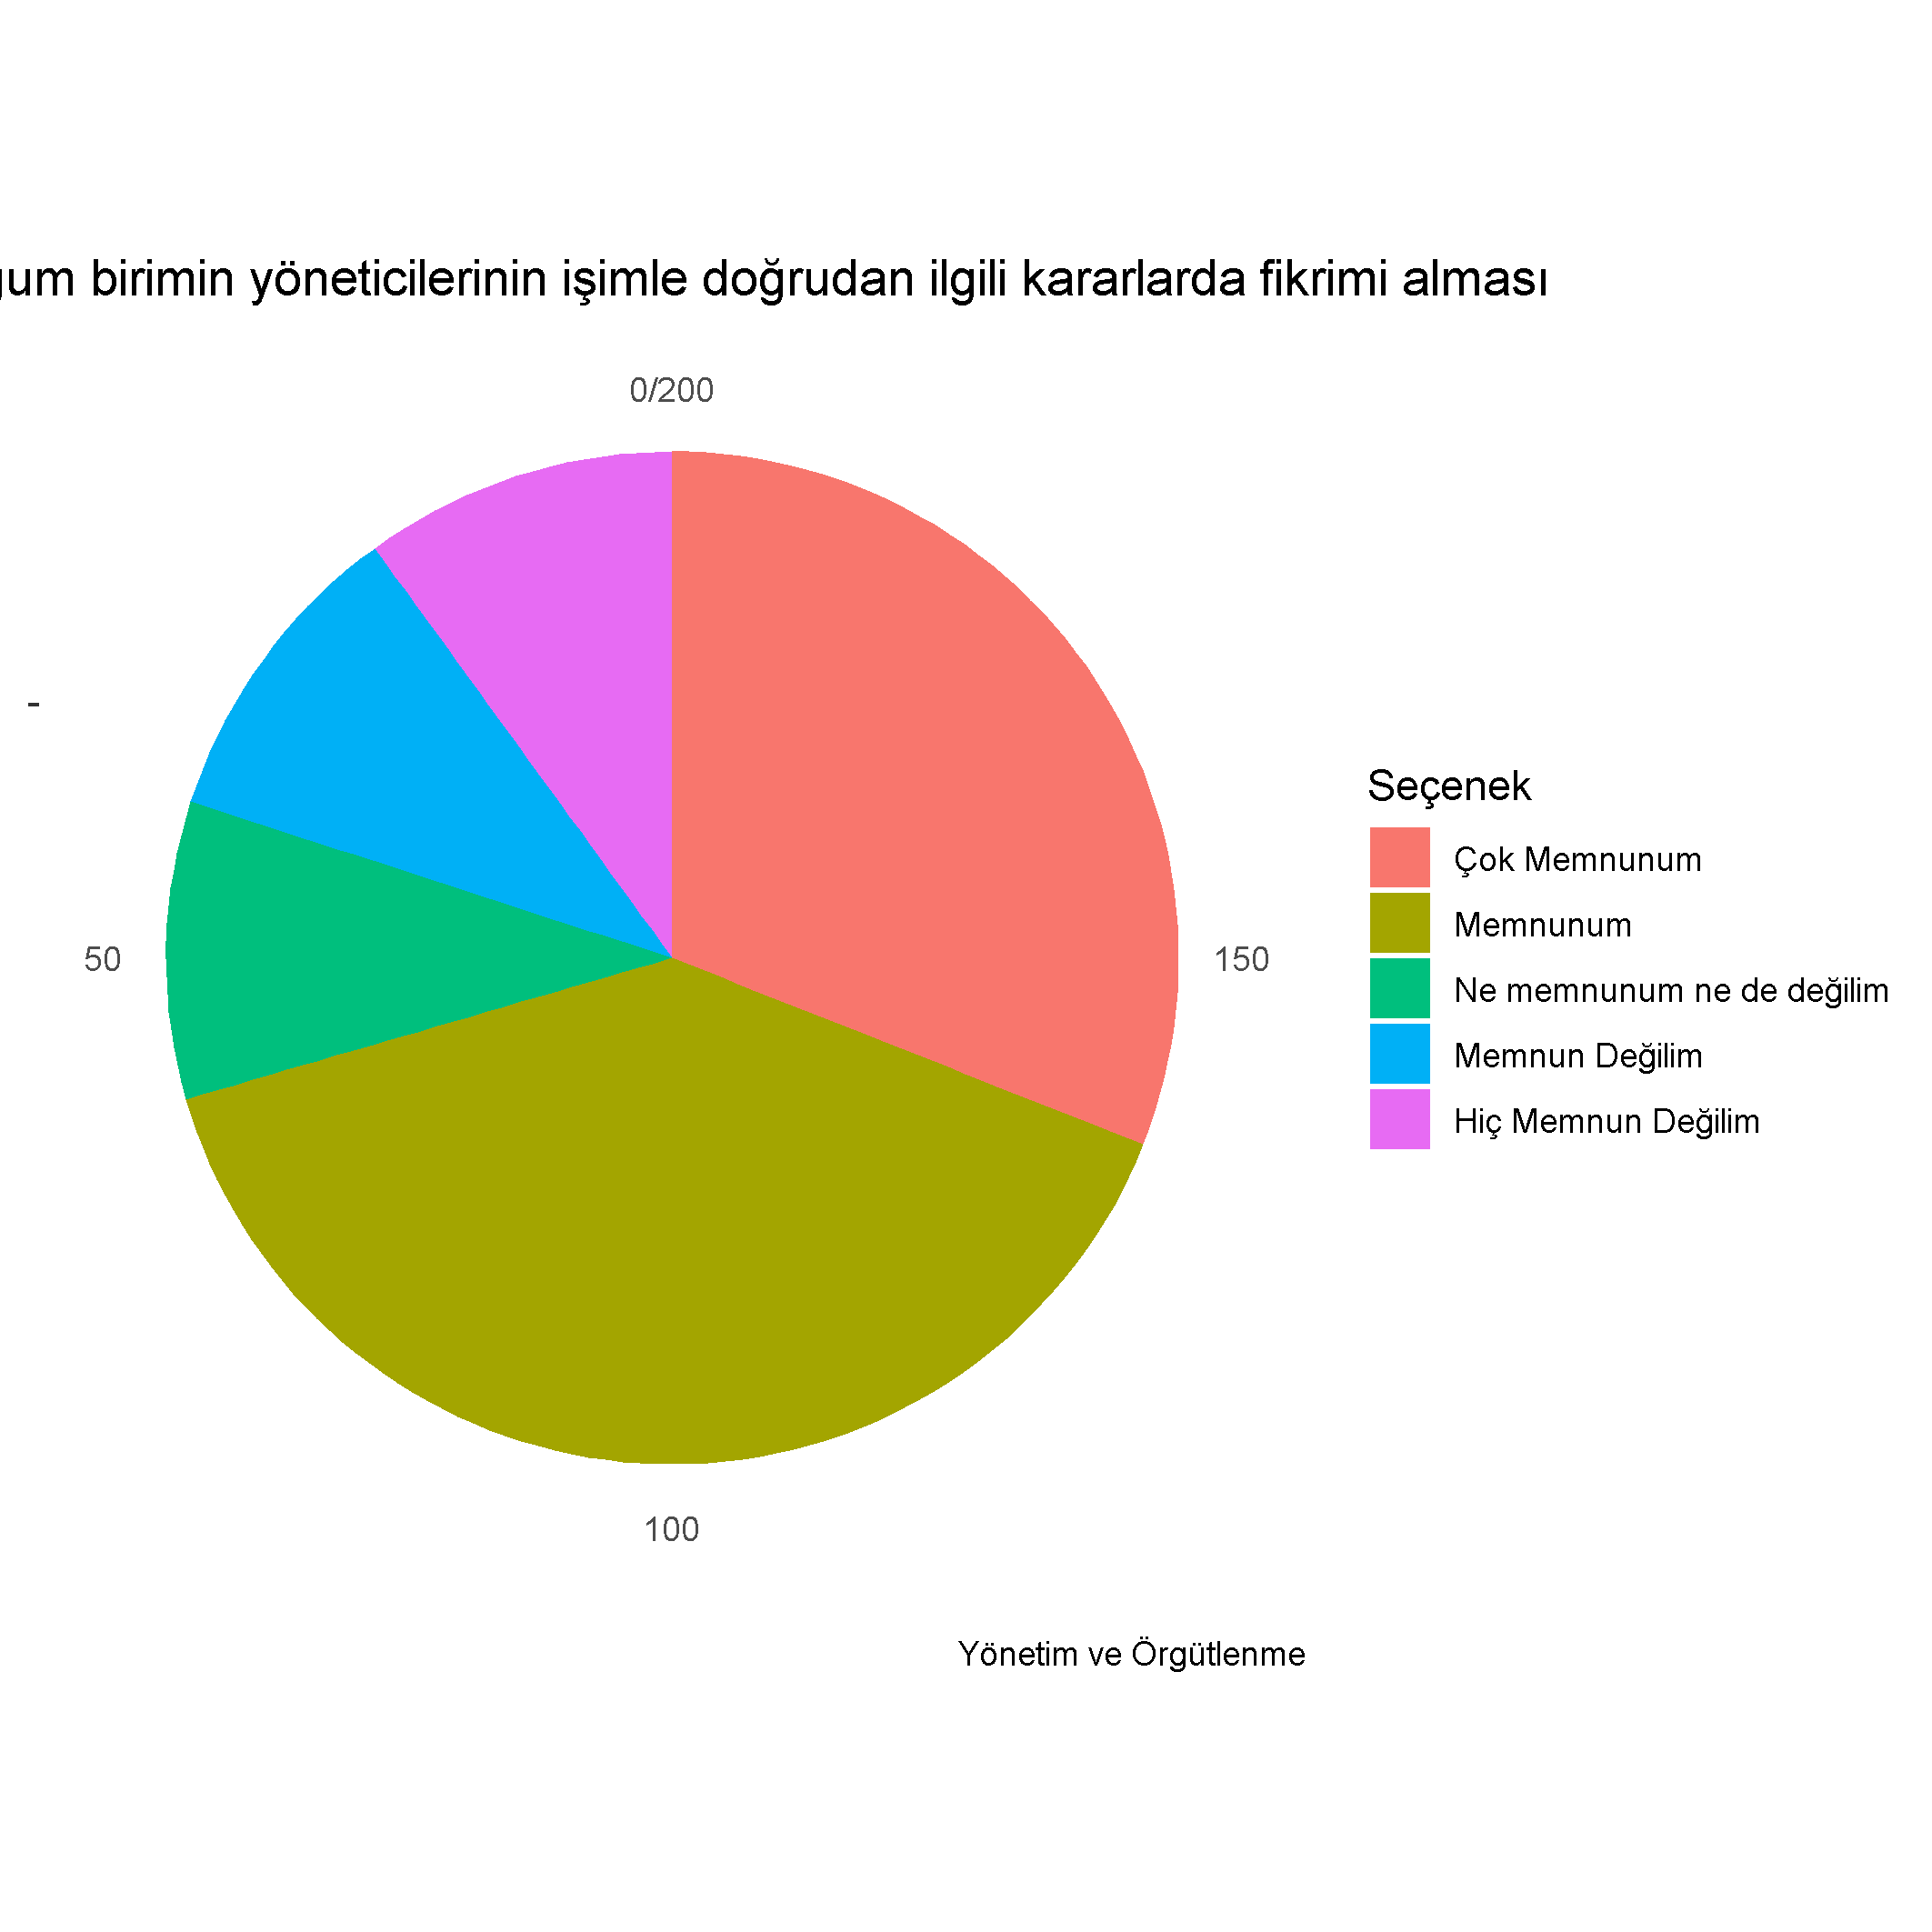 birimin yöneticilerinin işimle doğrudan ilgili kararlarda fikrimi alması
0/200
-
50
150
100
Seçenek
Çok Memnunum
Memnunum
Ne memnunum ne de değilim
Memnun Değilim
Hiç Memnun Değilim
Yönetim ve Örgütlenme